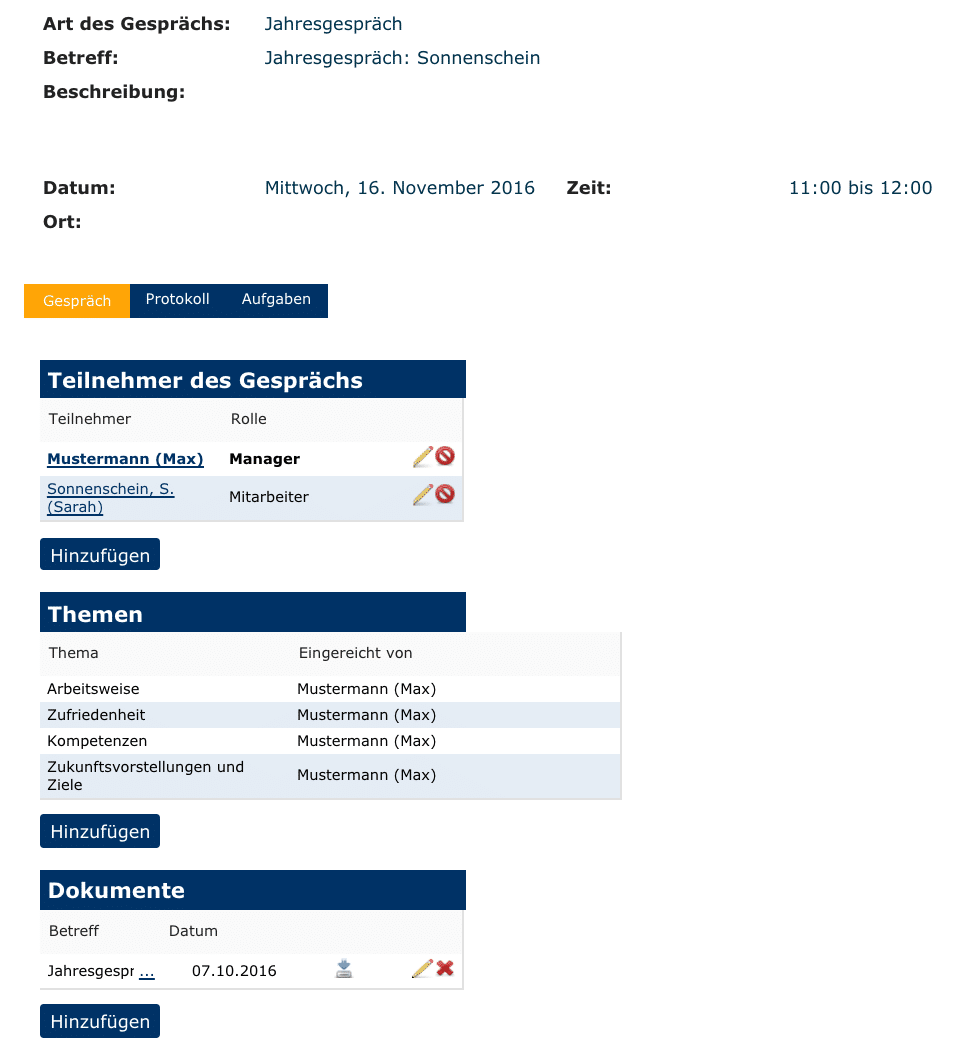 Art des Gesprächs: Jahresgespräch
Betreff: Jahresgespräch: Sonnenschein
Beschreibung:
Datum: Mittwoch, 16. November 2016 Zeit: 11:00 bis 12:00
Ort:
Gespräch Protokoll Aufgaben
Teilnehmer des Gesprächs
Teilnehmer Rolle
Mustermann (Max) Manager
Sonnenschein, S.
(Sarah) Mitarbeiter
Hinzufügen
Themen
Thema Eingereicht von
Arbeitsweise Mustermann (Max)
Zufriedenheit Mustermann (Max)
Kompetenzen Mustermann (Max)
Zukunftsvorstellungen und
Ziele Mustermann (Max)
Hinzufügen
Dokumente
Betreff Datum
Jahresgespr ... 07.10.2016
Hinzufügen